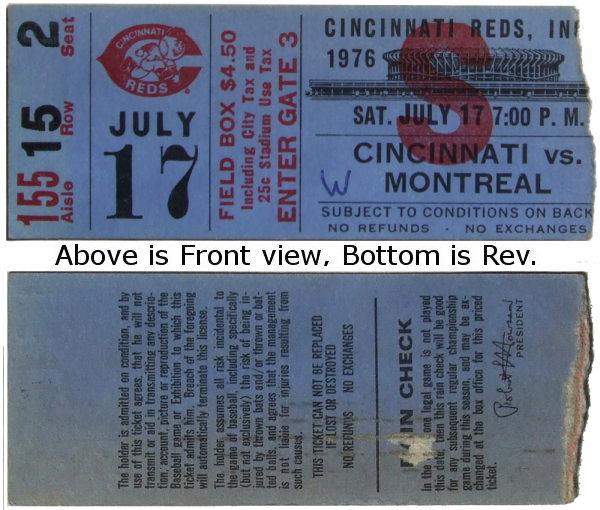 2
Seat
15
Row
155
Aisle
CINCINNATI
REDS
JULY
17
FIELD BOX $4.50
Including City Tax and
25c Stadium Use Tax
ENTER GATE 3
CINCINNATI REDS, INC
1976
S
SAT. JULY 17 7:00 P. M.
CINCINNATI vs.
W MONTREAL
SUBJECT TO CONDITIONS ON BACK
NO REFUNDS - NO EXCHANGES
Above is Front view, Bottom is Rev.
The holder is admitted on condition, and by
use of this ticket agrees, that he will not
transmit or aid in transmitting any descrip-
tion, account, picture or reproduction of the
Baseball game or Exhibition to which this
ticket admits him. Breach of the foregoing
will automatically terminate this license.
The holder assumes all risk incidental to
the game of baseball, including specifically
(but not exclusively) the risk of being in-
jured by thrown bats and/or thrown or bat-
ted balls, and agrees that the management
is not liable for injuries resulting from
such causes.
THIS TICKET CAN NOT BE REPLACED
IF LOST OR DESTROYED
NO REFUNDS NO EXCHANGES
RAIN CHECK
In the event one legal game is not played
this date, then this rain check will be good
for any subsequent regular championship
game during this season, and may be ex-
changed at the box office for this priced
ticket.
PRESIDENT